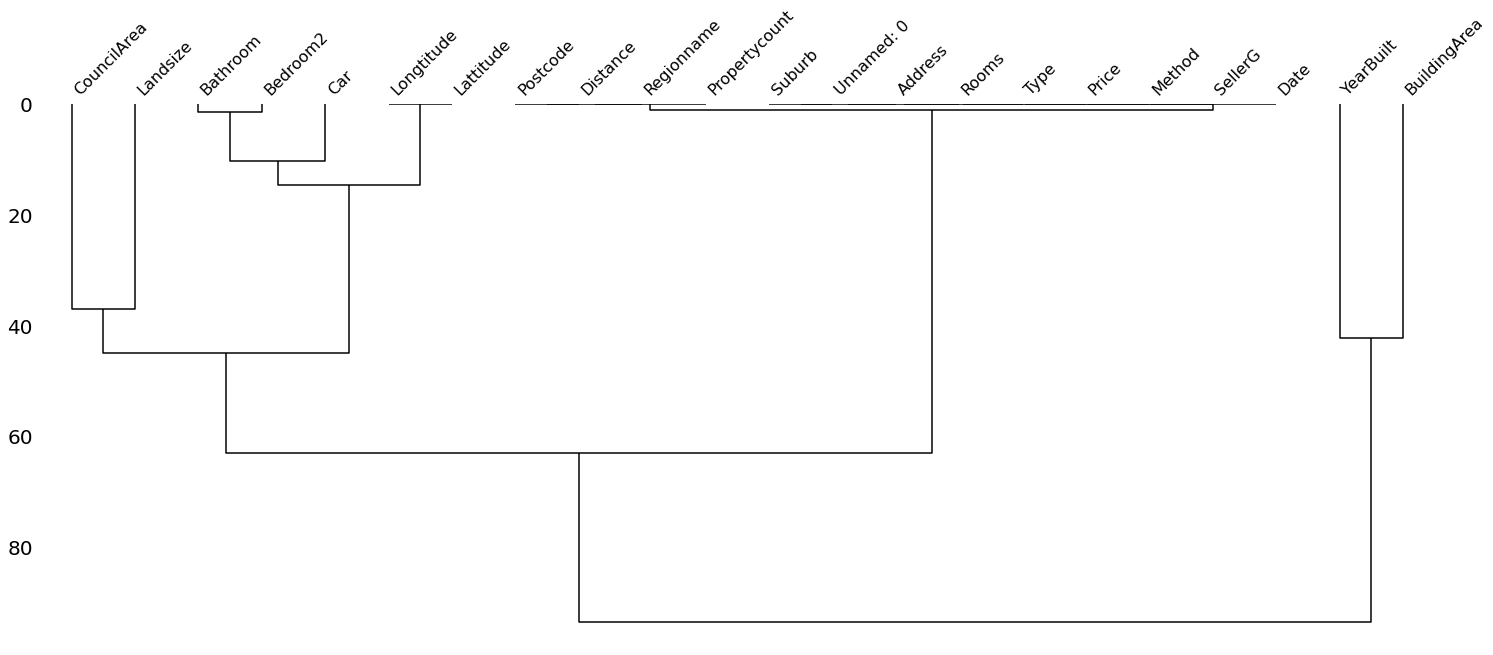 CouncilArea
Landsize
Bathroom
Bedroom2
Car
Longtitude
Lattitude
Postcode
Distance
Regionname
Propertycount
Suburb
Unnamed: 0
Address
Rooms
Type
Price
Method
SellerG
Date
YearBuilt
BuildingArea
0
20
40
60
80